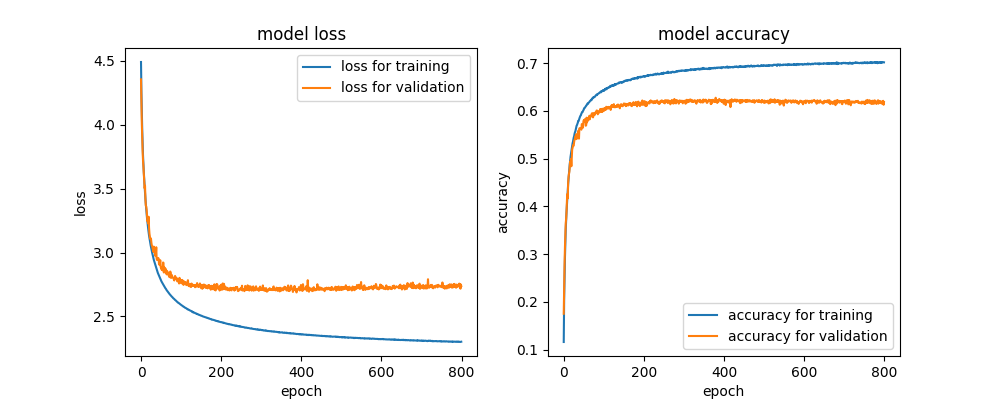 model loss
4.5
4.0
3.5
3.0
2.5
loss
0
200
400
600
800
epoch
loss for training
loss for validation
model accuracy
0.7
0.6
0.5
0.4
0.3
0.2
0.1
accuracy
0
200
400
600
800
epoch
accuracy for training
accuracy for validation